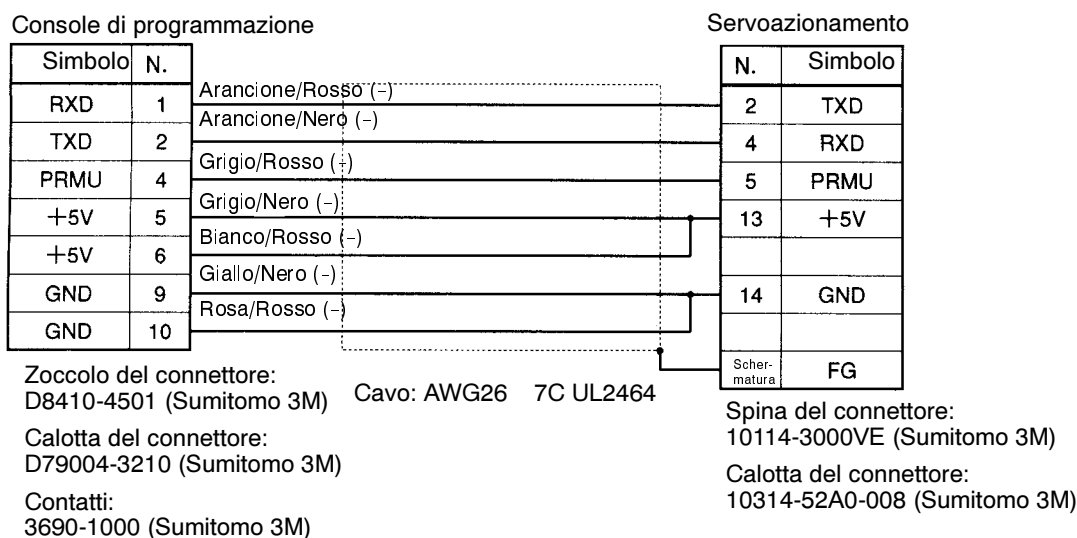 Console di programmazione
Servoazionamento
Simbolo N.
RXD 1
TXD 2
PRMU 4
+5V 5
+5V 6
GND 9
GND 10
Arancione/Rosso (–)
Arancione/Nero (–)
Grigio/Rosso (–)
Grigio/Nero (–)
Bianco/Rosso (–)
Giallo/Nero (–)
Rosa/Rosso (–)
N. Simbolo
2 TXD
4 RXD
5 PRMU
13 +5V
14 GND
Scher-
matura FG
Zoccolo del connettore:
D8410-4501 (Sumitomo 3M)
Calotta del connettore:
D79004-3210 (Sumitomo 3M)
Contatti:
3690-1000 (Sumitomo 3M)
Cavo: AWG26 7C UL2464
Spina del connettore:
10114-3000VE (Sumitomo 3M)
Calotta del connettore:
10314-52A0-008 (Sumitomo 3M)